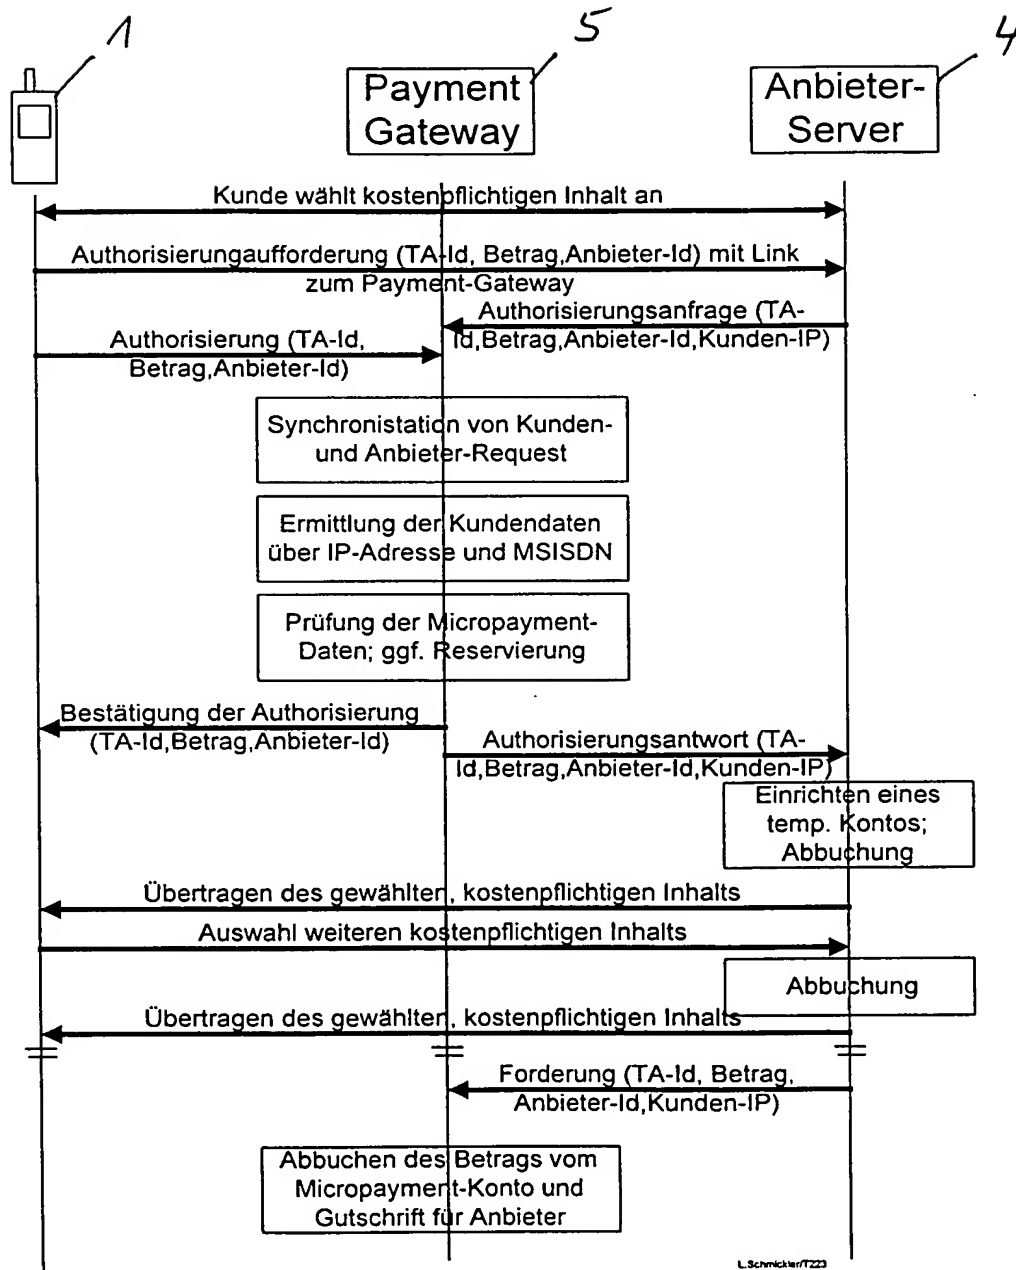 1
5
4
Payment
Gateway
Anbieter-
Server
Kunde wählt kostenpflichtigen Inhalt an
Authorisierungaufforderung (TA-Id, Betrag,Anbieter-Id) mit Link
zum Payment-Gateway
Authorisierungsanfrage (TA-
Id,Betrag,Anbieter-Id,Kunden-IP)
Authorisierung (TA-Id,
Betrag,Anbieter-Id)
Synchronistation von Kunden-
und Anbieter-Request
Ermittlung der Kundendaten
über IP-Adresse und MSISDN
Prüfung der Micropayment-
Daten; ggf. Reservierung
Bestätigung der Authorisierung
(TA-Id,Betrag,Anbieter-Id)
Authorisierungsantwort (TA-
Id,Betrag,Anbieter-Id,Kunden-IP)
Einrichten eines
temp. Kontos;
Abbuchung
Übertragen des gewählten, kostenpflichtigen Inhalts
Auswahl weiteren kostenpflichtigen Inhalts
Abbuchung
Übertragen des gewählten, kostenpflichtigen Inhalts
Forderung (TA-Id, Betrag,
Anbieter-Id,Kunden-IP)
Abbuchen des Betrags vom
Micropayment-Konto und
Gutschrift für Anbieter
L.Schmickler/TZ23